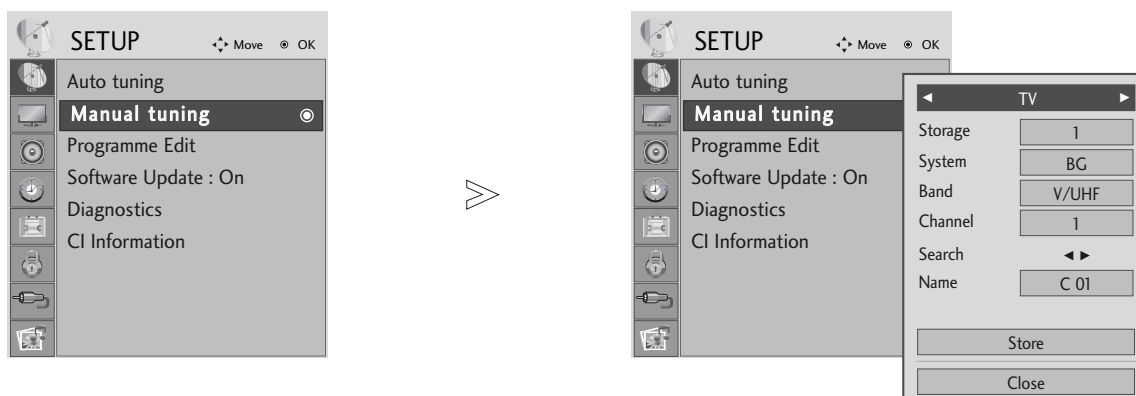 SETUP Move OK
Auto tuning
Manual tuning
Programme Edit
Software Update : On
Diagnostics
CI Information
SETUP Move OK
Auto tuning
Manual tuning
Programme Edit
Software Update : On
Diagnostics
CI Information
TV
Storage 1
System BG
Band V/UHF
Channel 1
Search
Name C 01
Store
Close